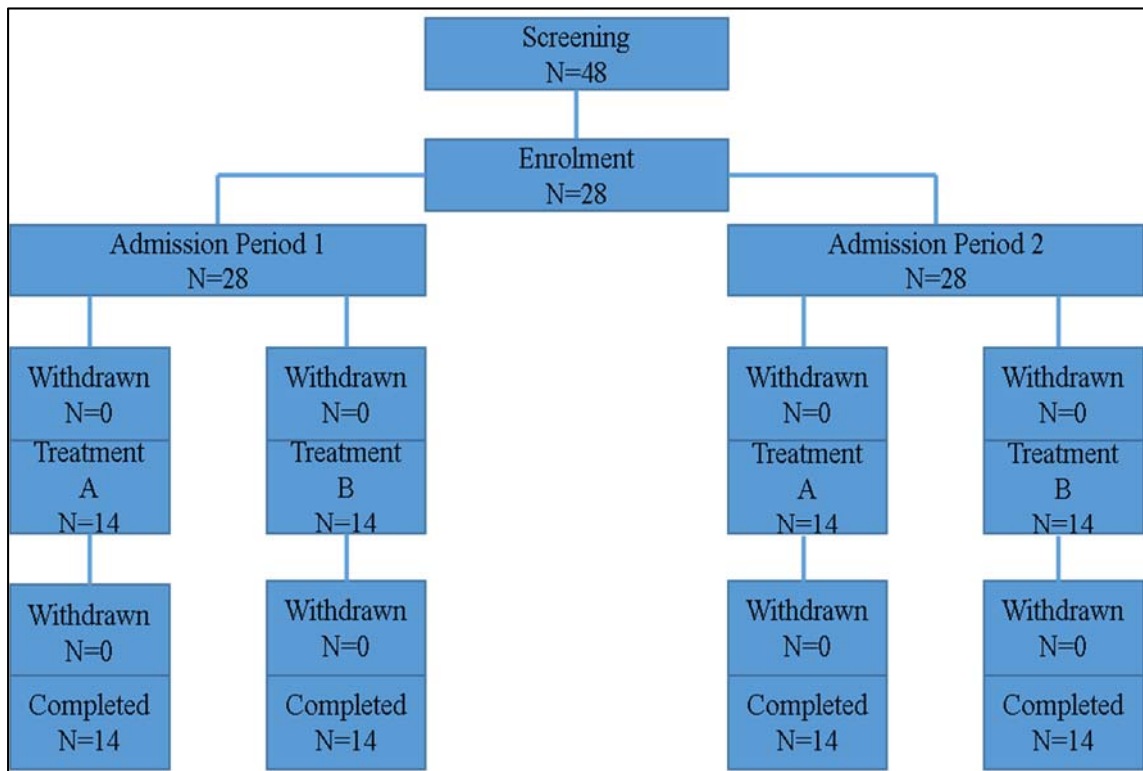 Screening
N=48
Enrolment
N=28
Admission Period 1
N=28
Admission Period 2
N=28
Withdrawn
N=0
Treatment
A
N=14
Withdrawn
N=0
Completed
N=14
Withdrawn
N=0
Treatment
B
N=14
Withdrawn
N=0
Completed
N=14
Withdrawn
N=0
Treatment
A
N=14
Withdrawn
N=0
Completed
N=14
Withdrawn
N=0
Treatment
B
N=14
Withdrawn
N=0
Completed
N=14